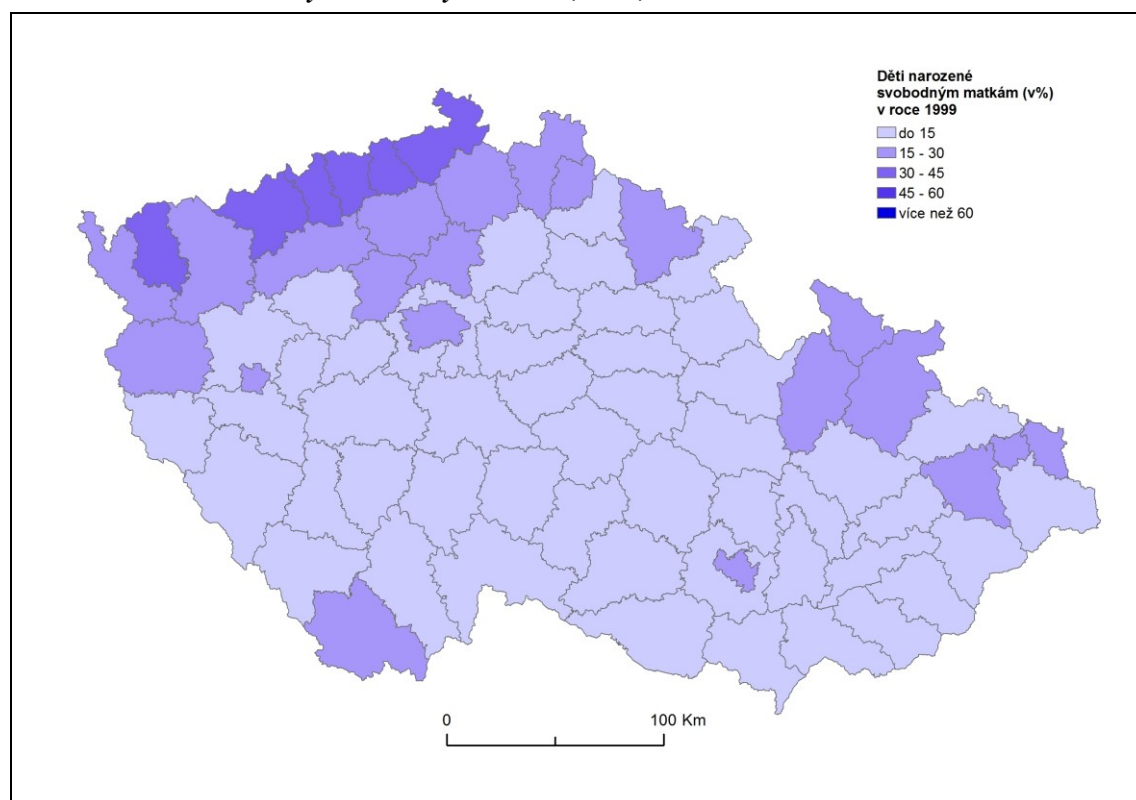 Děti narozené
svobodným matkám (v%)
v roce 1999
do 15
15 - 30
30 - 45
45 - 60
více než 60
0
100 Km